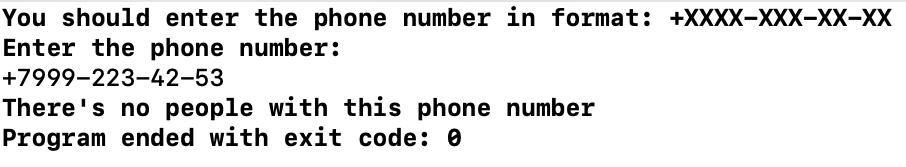 You should enter the phone number in format: +XXXX-XXX-XX-XX
Enter the phone number:
+7999-223-42-53
There's no people with this phone number
Program ended with exit code: 0